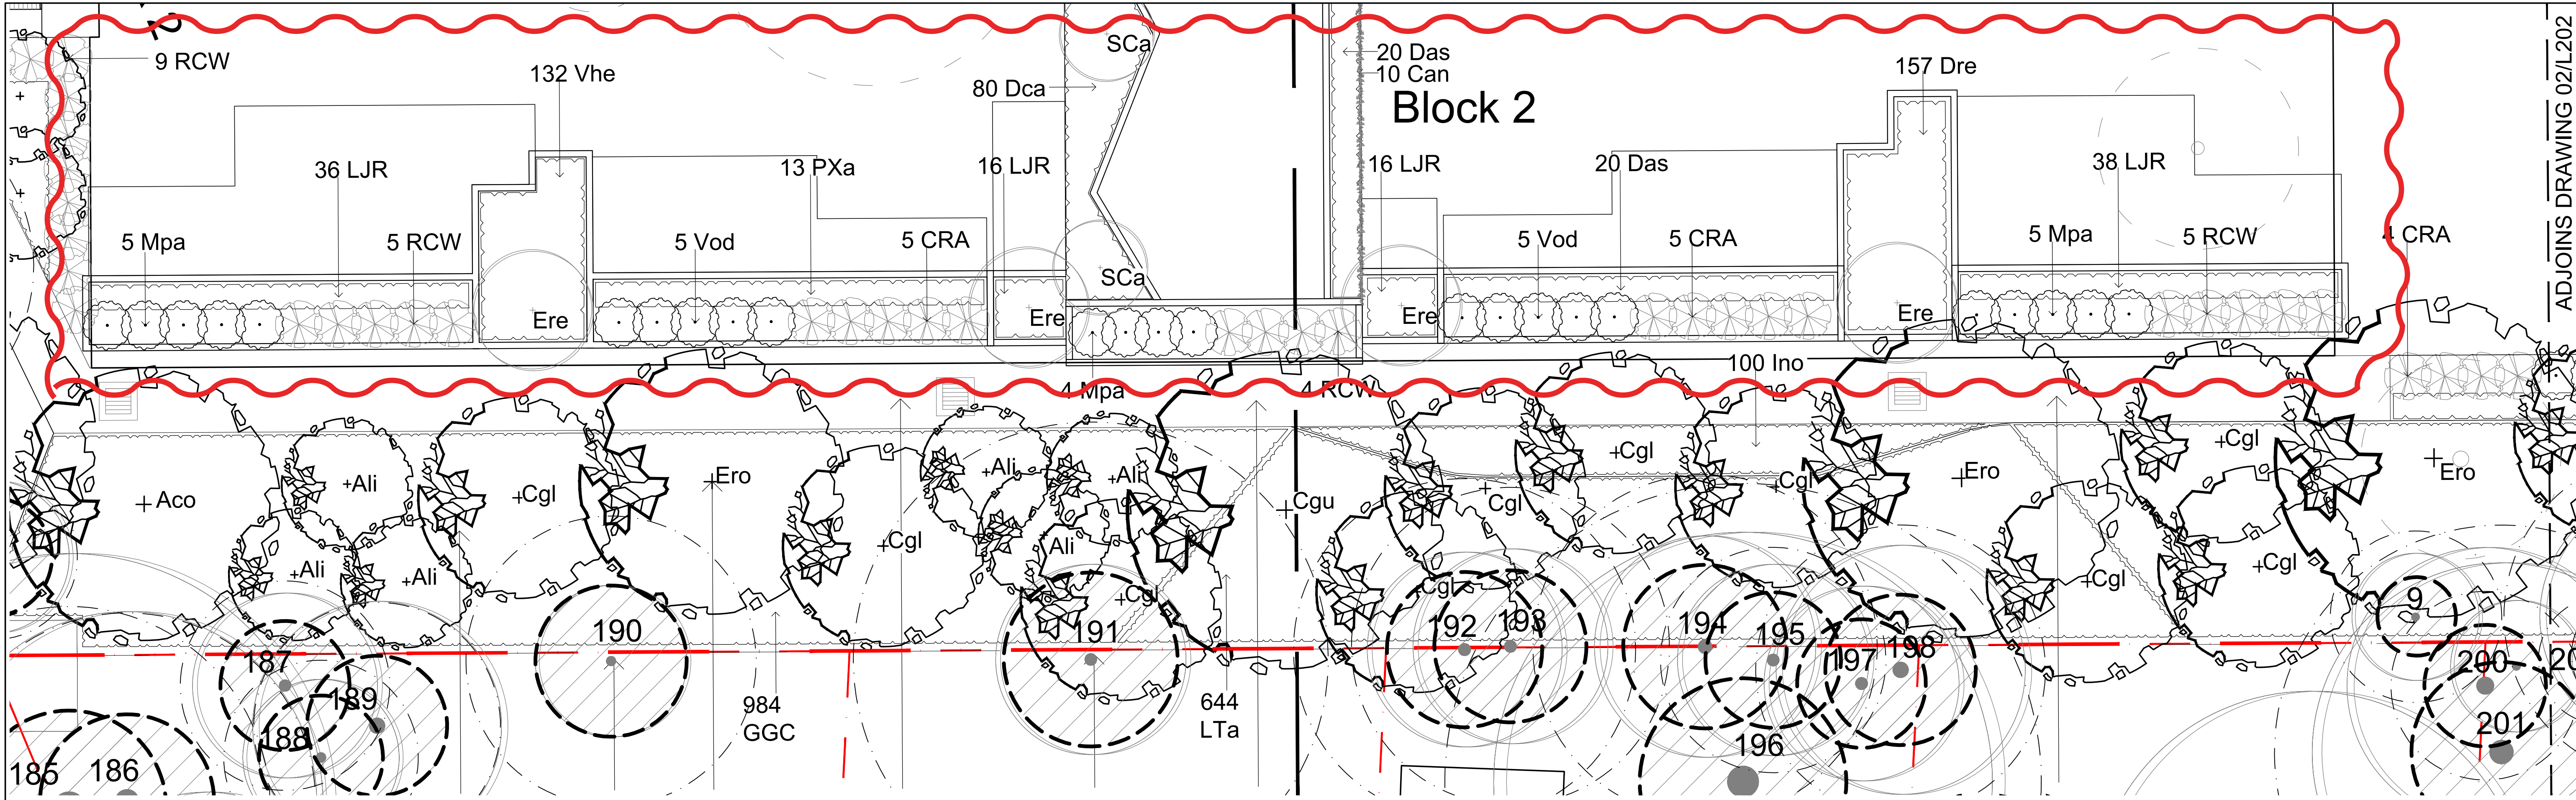 9 RCW
132 Vhe
SCa
80 Dca
20 Das
10 Can
Block 2
157 Dre
36 LJR
13 PXa
16 LJR
16 LJR
20 Das
38 LJR
5 Mpa
5 RCW
5 Vod
5 CRA
SCa
5 Vod
5 CRA
5 Mpa
5 RCW
4 CRA
Ere
Ere
Ere
Ere
4 Mpa
4 RCW
100 Ino
ADJOINS DRAWING 02/L202
Aco
Ali
Cgl
Ero
Cgl
Ali
Ali
Ali
Cgl
Cgu
Cgl
Cgl
Cgl
Ero
Cgl
Ero
Ali
Ali
Cgl
Cgl
Cgl
185
186
187
188
189
190
191
192
193
194
195
196
197
198
9
200
201
20
984
GGC
644
LTa